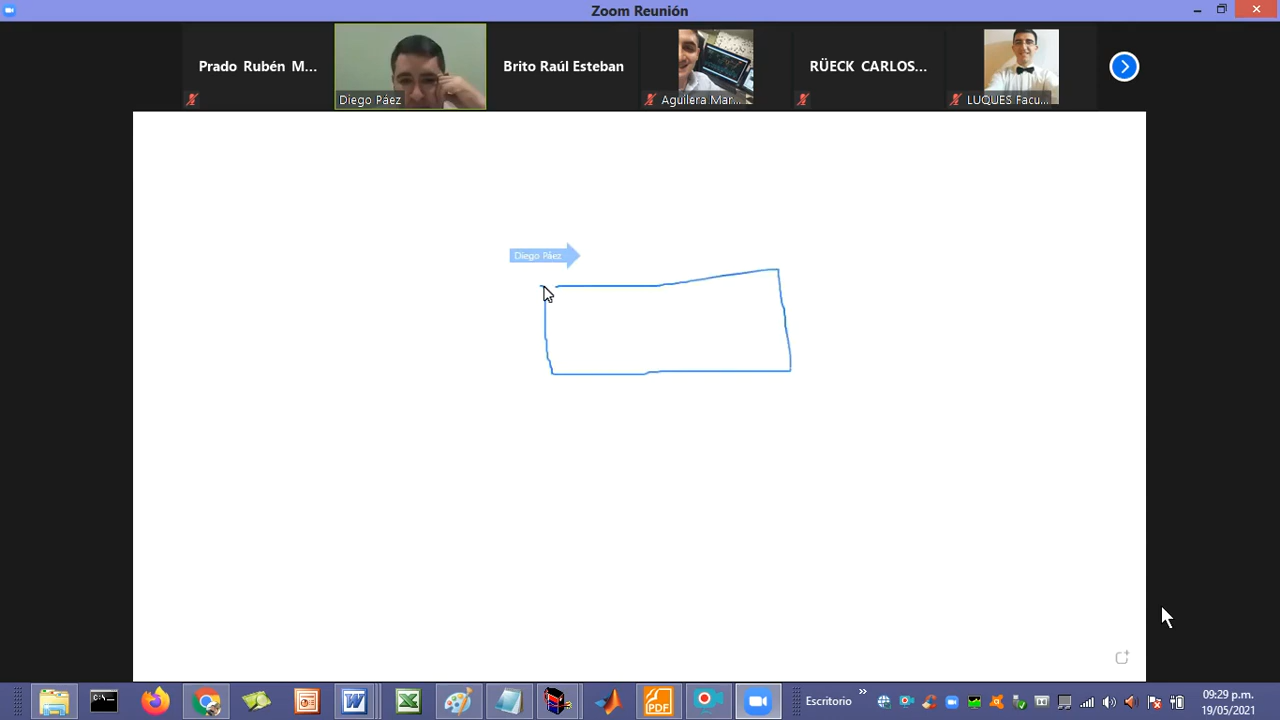 Zoom Reunión
Prado Rubén M...
Diego Páez
Brito Raúl Esteban
Aguilera Mar...
RÜECK CARLOS...
LUQUES Facu...
Diego Páez
Escritorio
09:29 p.m.
19/05/2021